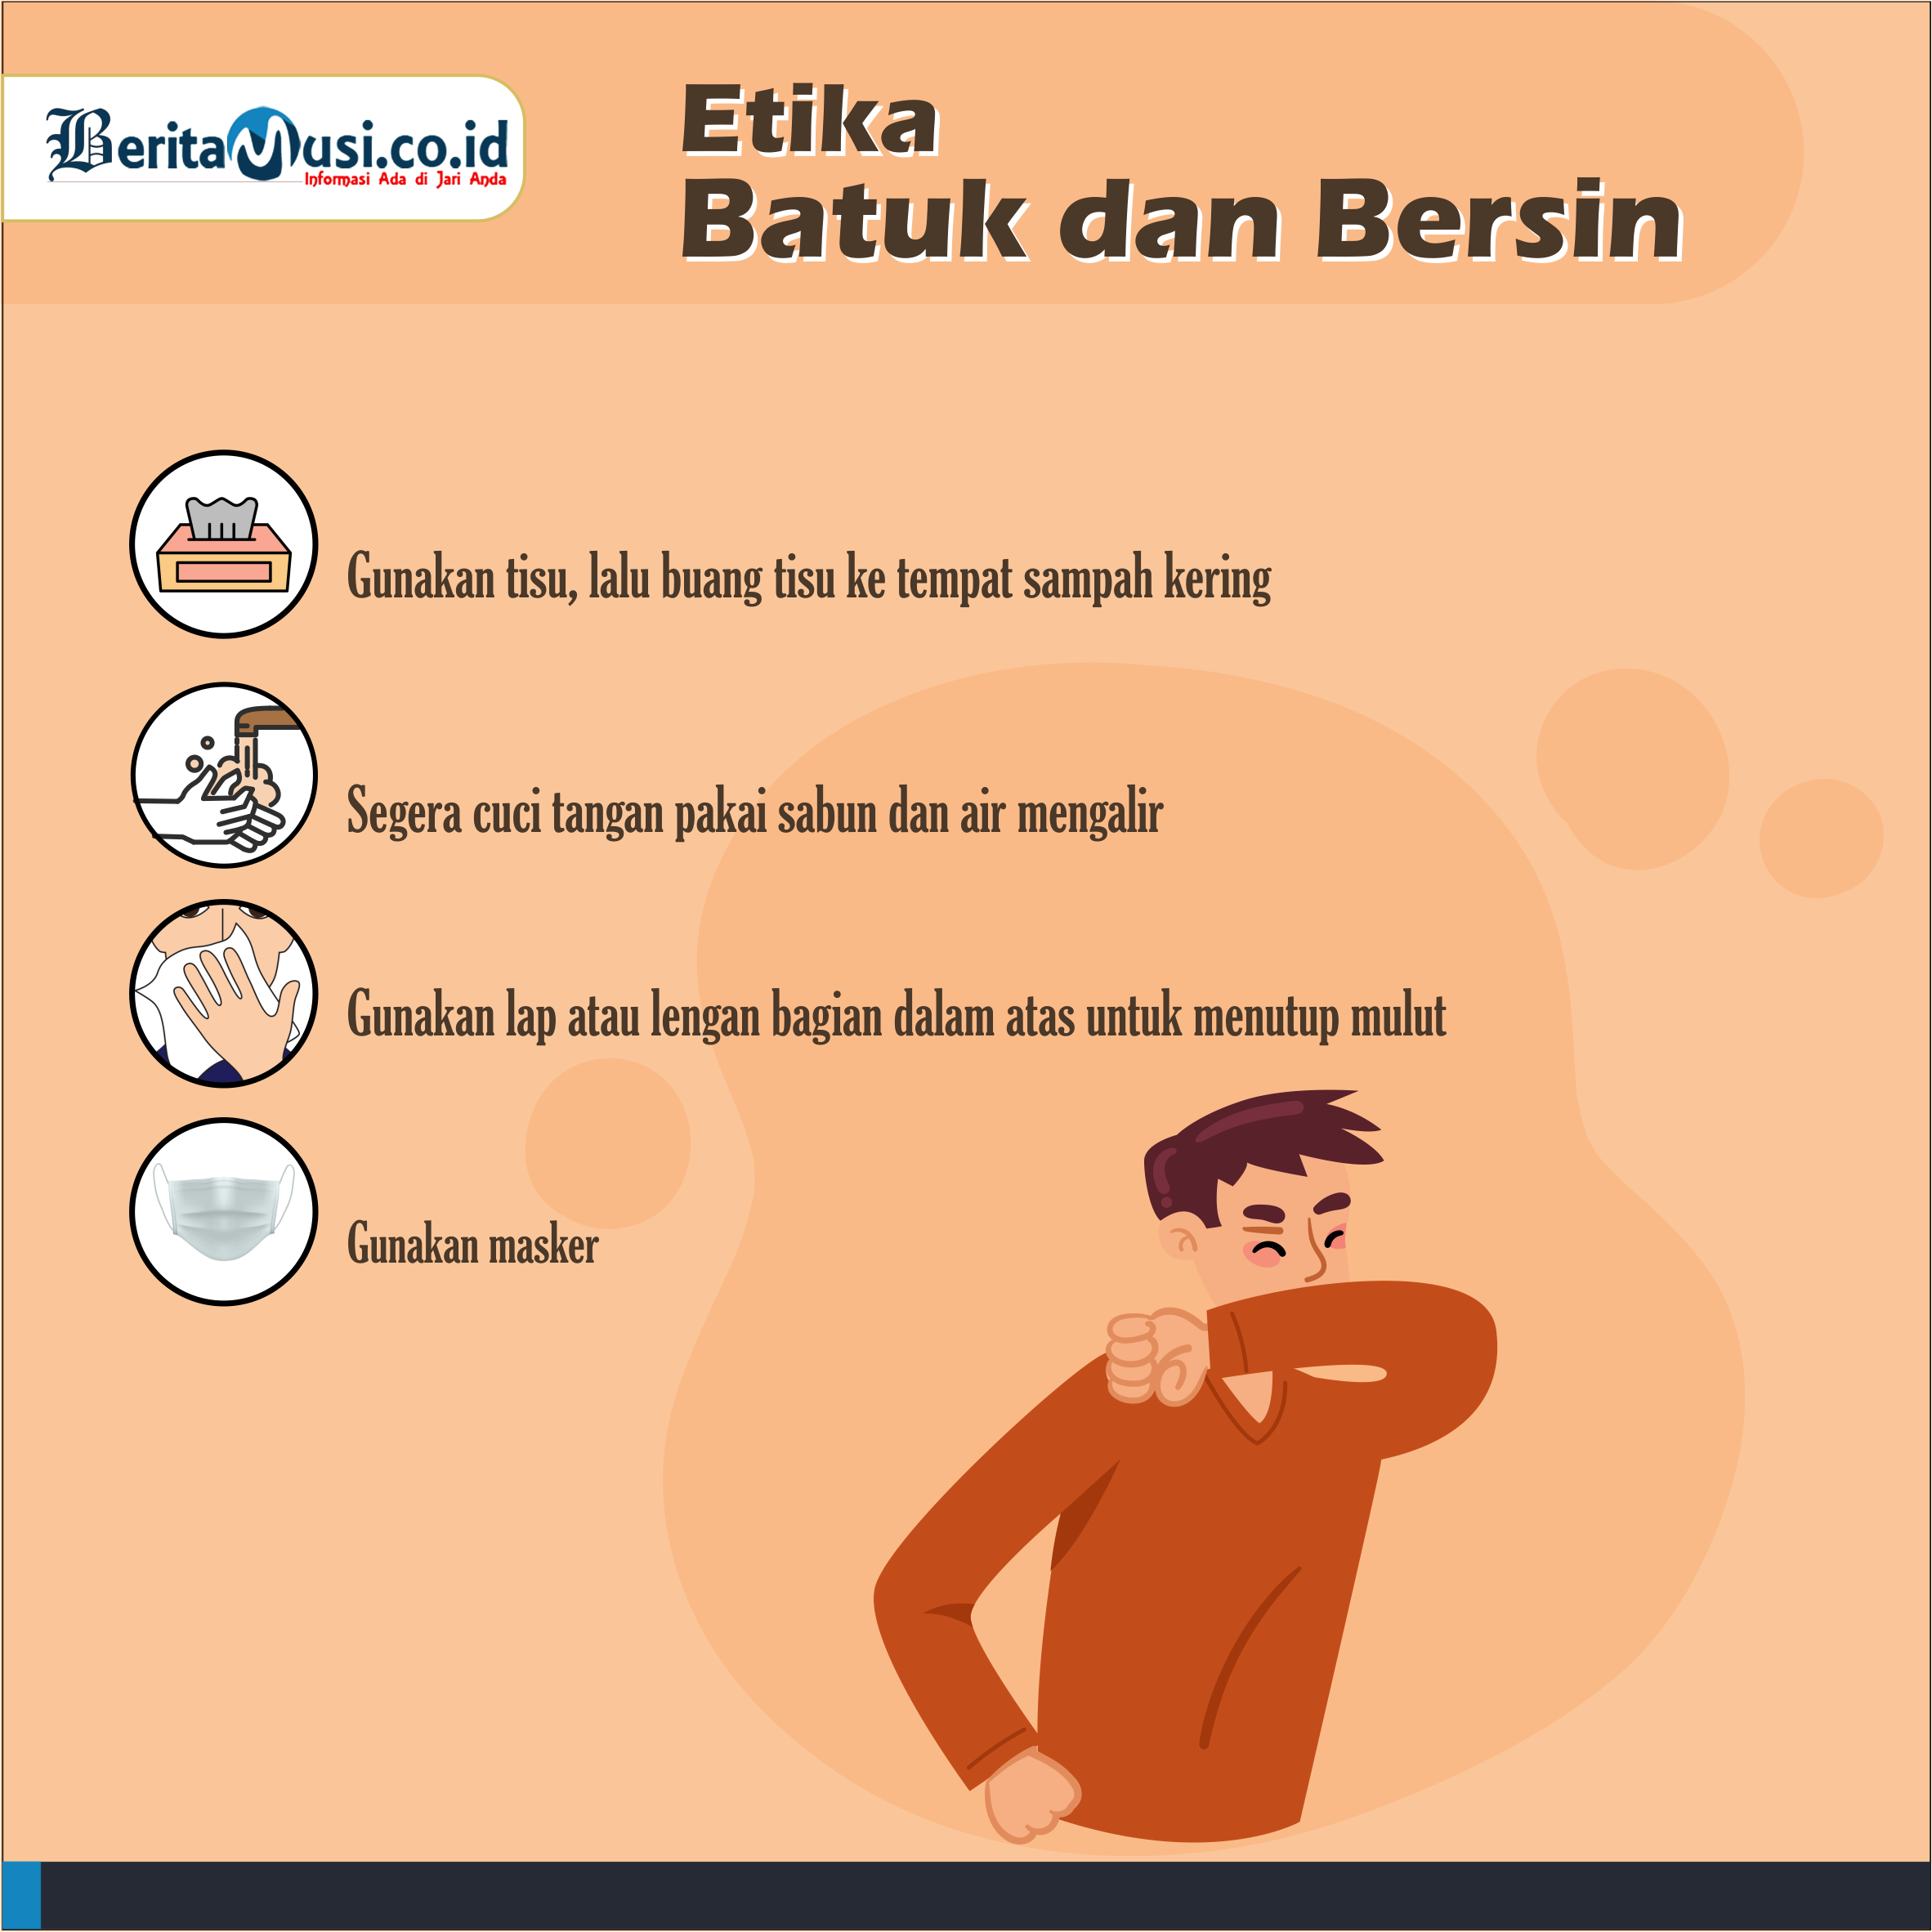 BeritaMusi.co.id
Informasi Ada di Jari Anda
Etika
Batuk dan Bersin
Gunakan tisu, lalu buang tisu ke tempat sampah kering
Segera cuci tangan pakai sabun dan air mengalir
Gunakan lap atau lengan bagian dalam atas untuk menutup mulut
Gunakan masker